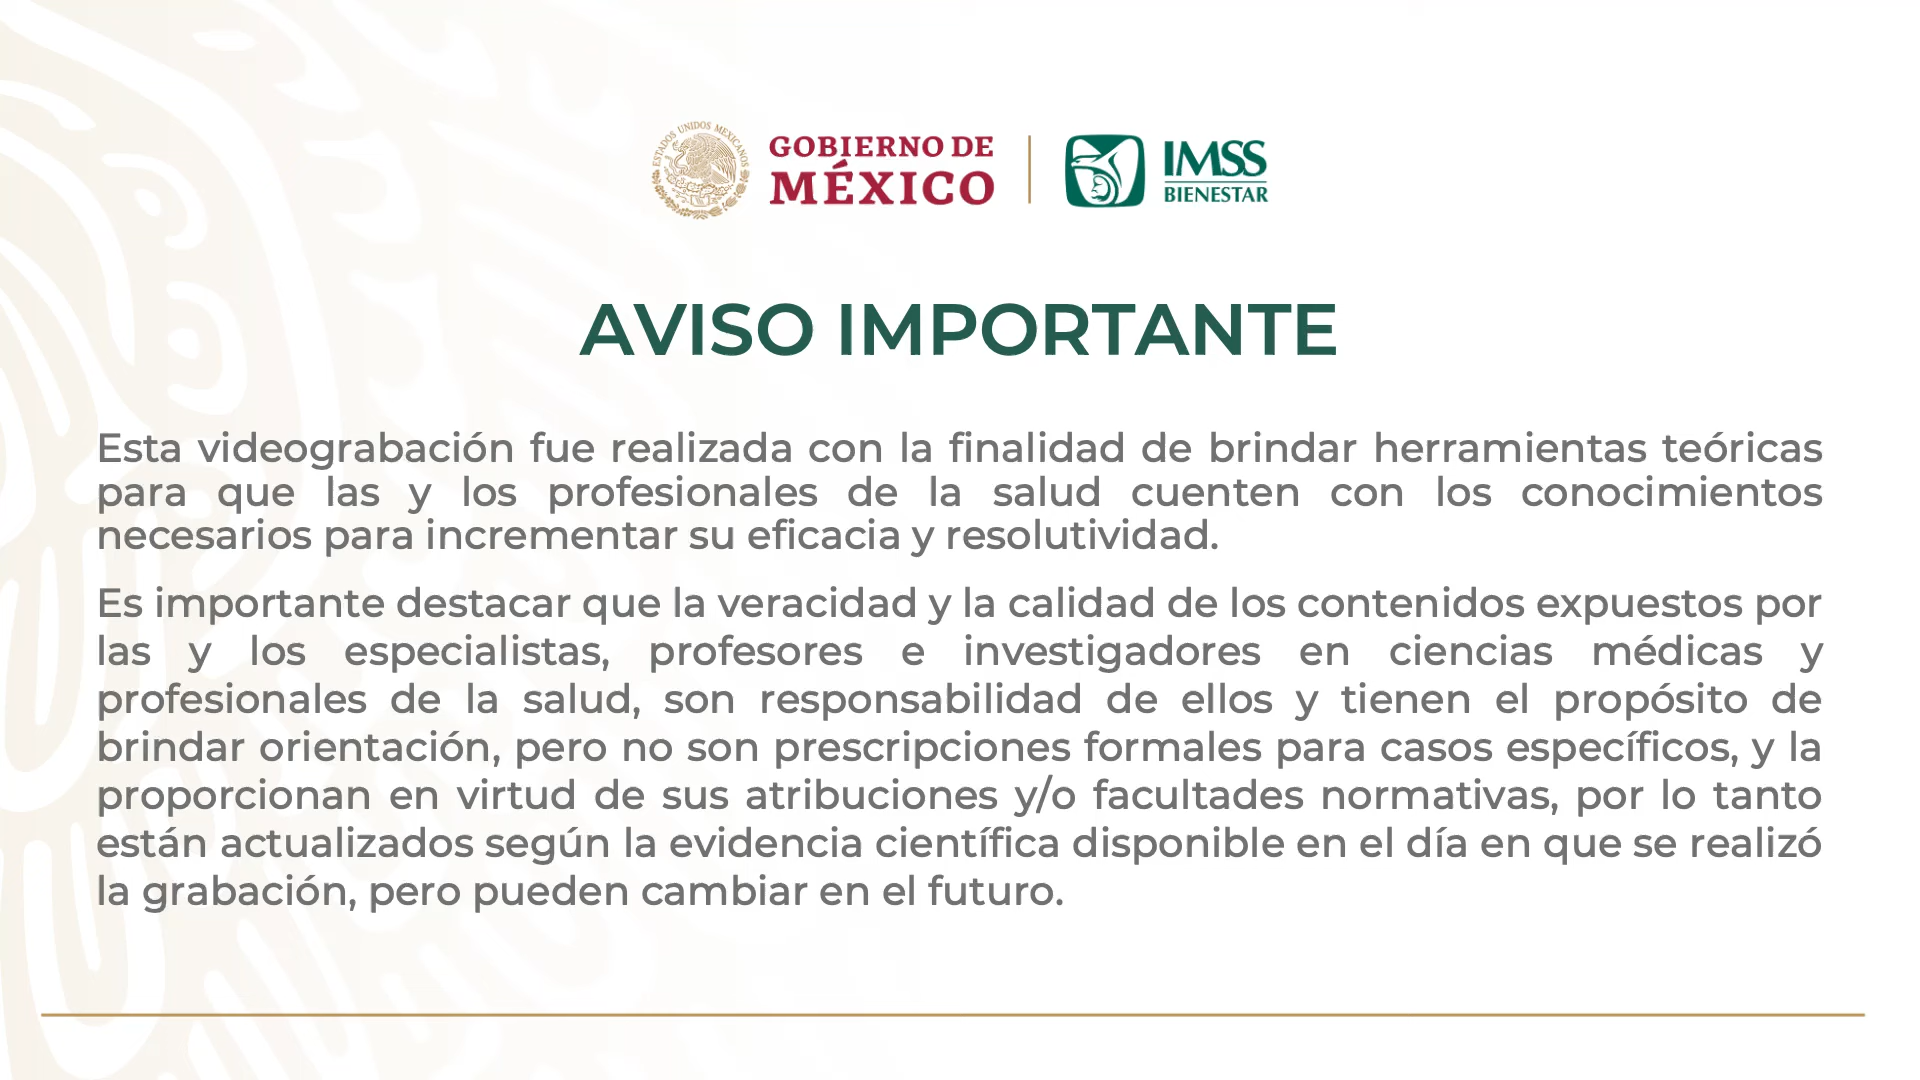 ESTADOS UNIDOS MEXICANOS
GOBIERNO DE
MÉXICO
IMSS
BIENESTAR
AVISO IMPORTANTE
Esta videograbación fue realizada con la finalidad de brindar herramientas teóricas
para que las y los profesionales de la salud cuenten con los conocimientos
necesarios para incrementar su eficacia y resolutividad.
Es importante destacar que la veracidad y la calidad de los contenidos expuestos por
las y los especialistas, profesores e investigadores en ciencias médicas y
profesionales de la salud, son responsabilidad de ellos y tienen el propósito de
brindar orientación, pero no son prescripciones formales para casos específicos, y la
proporcionan en virtud de sus atribuciones y/o facultades normativas, por lo tanto
están actualizados según la evidencia científica disponible en el día en que se realizó
la grabación, pero pueden cambiar en el futuro.